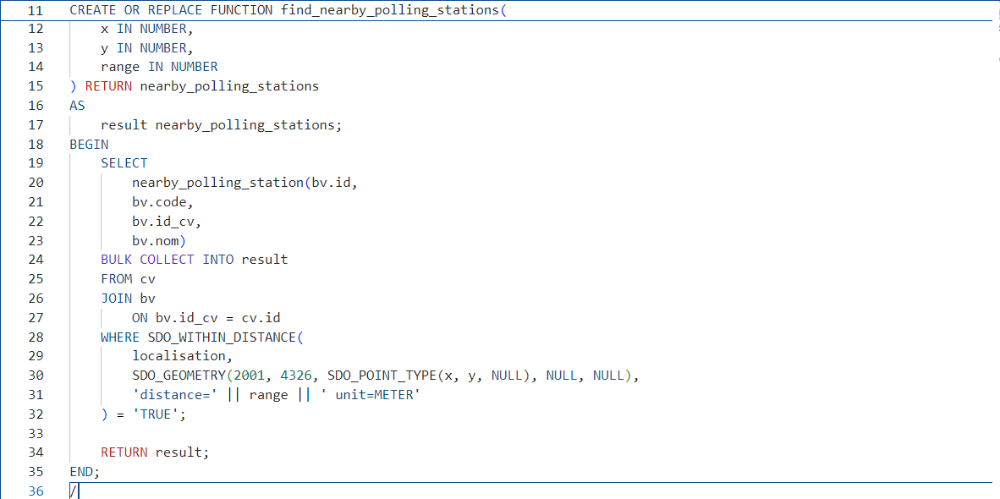 11 CREATE OR REPLACE FUNCTION find_nearby_polling_stations(
12     x IN NUMBER,
13     y IN NUMBER,
14     range IN NUMBER
15 ) RETURN nearby_polling_stations
16 AS
17     result nearby_polling_stations;
18 BEGIN
19     SELECT
20         nearby_polling_station(bv.id,
21         bv.code,
22         bv.id_cv,
23         bv.nom)
24     BULK COLLECT INTO result
25     FROM cv
26     JOIN bv
27         ON bv.id_cv = cv.id
28     WHERE SDO_WITHIN_DISTANCE(
29         localisation,
30         SDO_GEOMETRY(2001, 4326, SDO_POINT_TYPE(x, y, NULL), NULL, NULL),
31         'distance=' || range || ' unit=METER'
32     ) = 'TRUE';
33
34     RETURN result;
35 END;
36 /